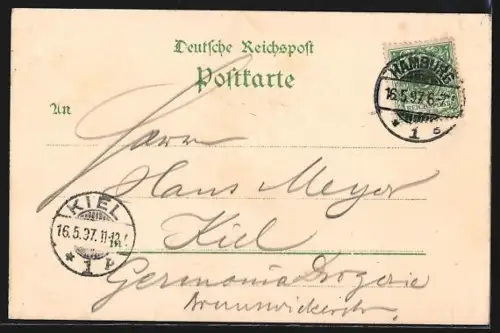 Deutsche Reichspost
Postkarte
An
HAMBURG
16.5.97. 6-7
* 1 c
Herrn
Hans Meyer
Kiel
Germania Drogerie
Brunswickerstr
KIEL
16.5.97. 11-12
* 1 P